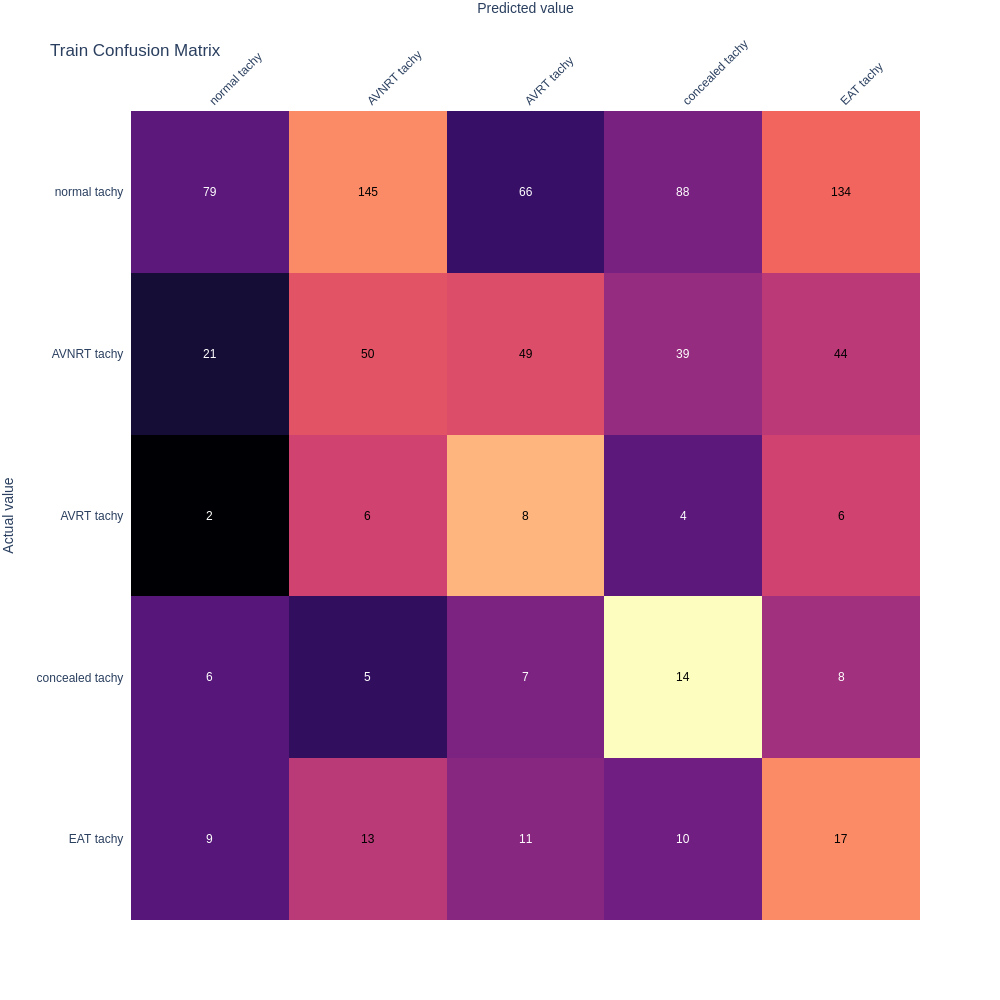 Predicted value
Train Confusion Matrix
normal tachy AVNRT tachy AVRT tachy concealed tachy EAT tachy
normal tachy 79 145 66 88 134
AVNRT tachy 21 50 49 39 44
Actual value
AVRT tachy 2 6 8 4 6
concealed tachy 6 5 7 14 8
EAT tachy 9 13 11 10 17